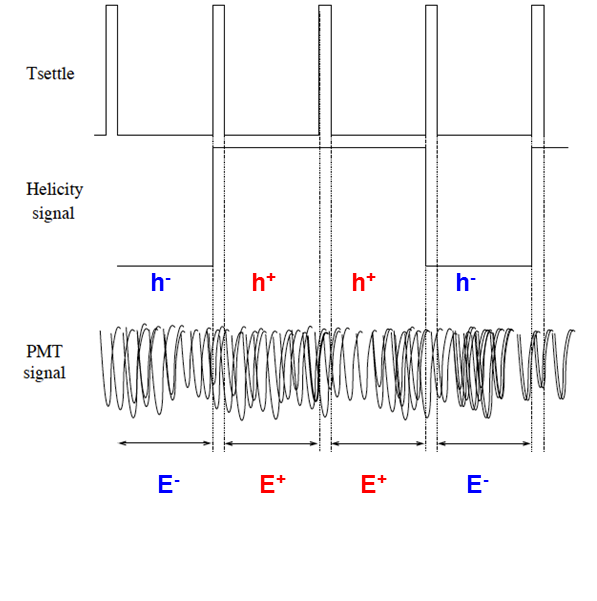 Tsettle
Helicity
signal
h- h+ h+ h-
PMT
signal
E- E+ E+ E-